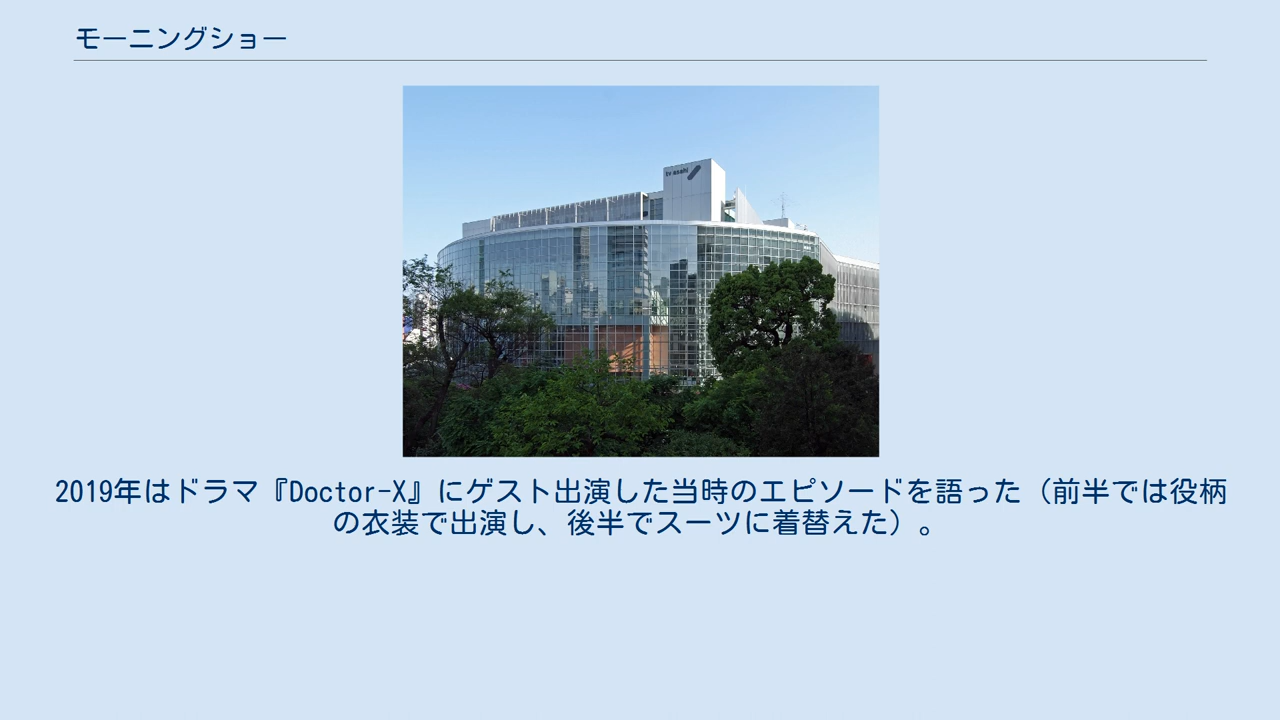 モーニングショー
tv asahi
2019年はドラマ『Doctor-X』にゲスト出演した当時のエピソードを語った（前半では役柄
の衣装で出演し、後半でスーツに着替えた）。